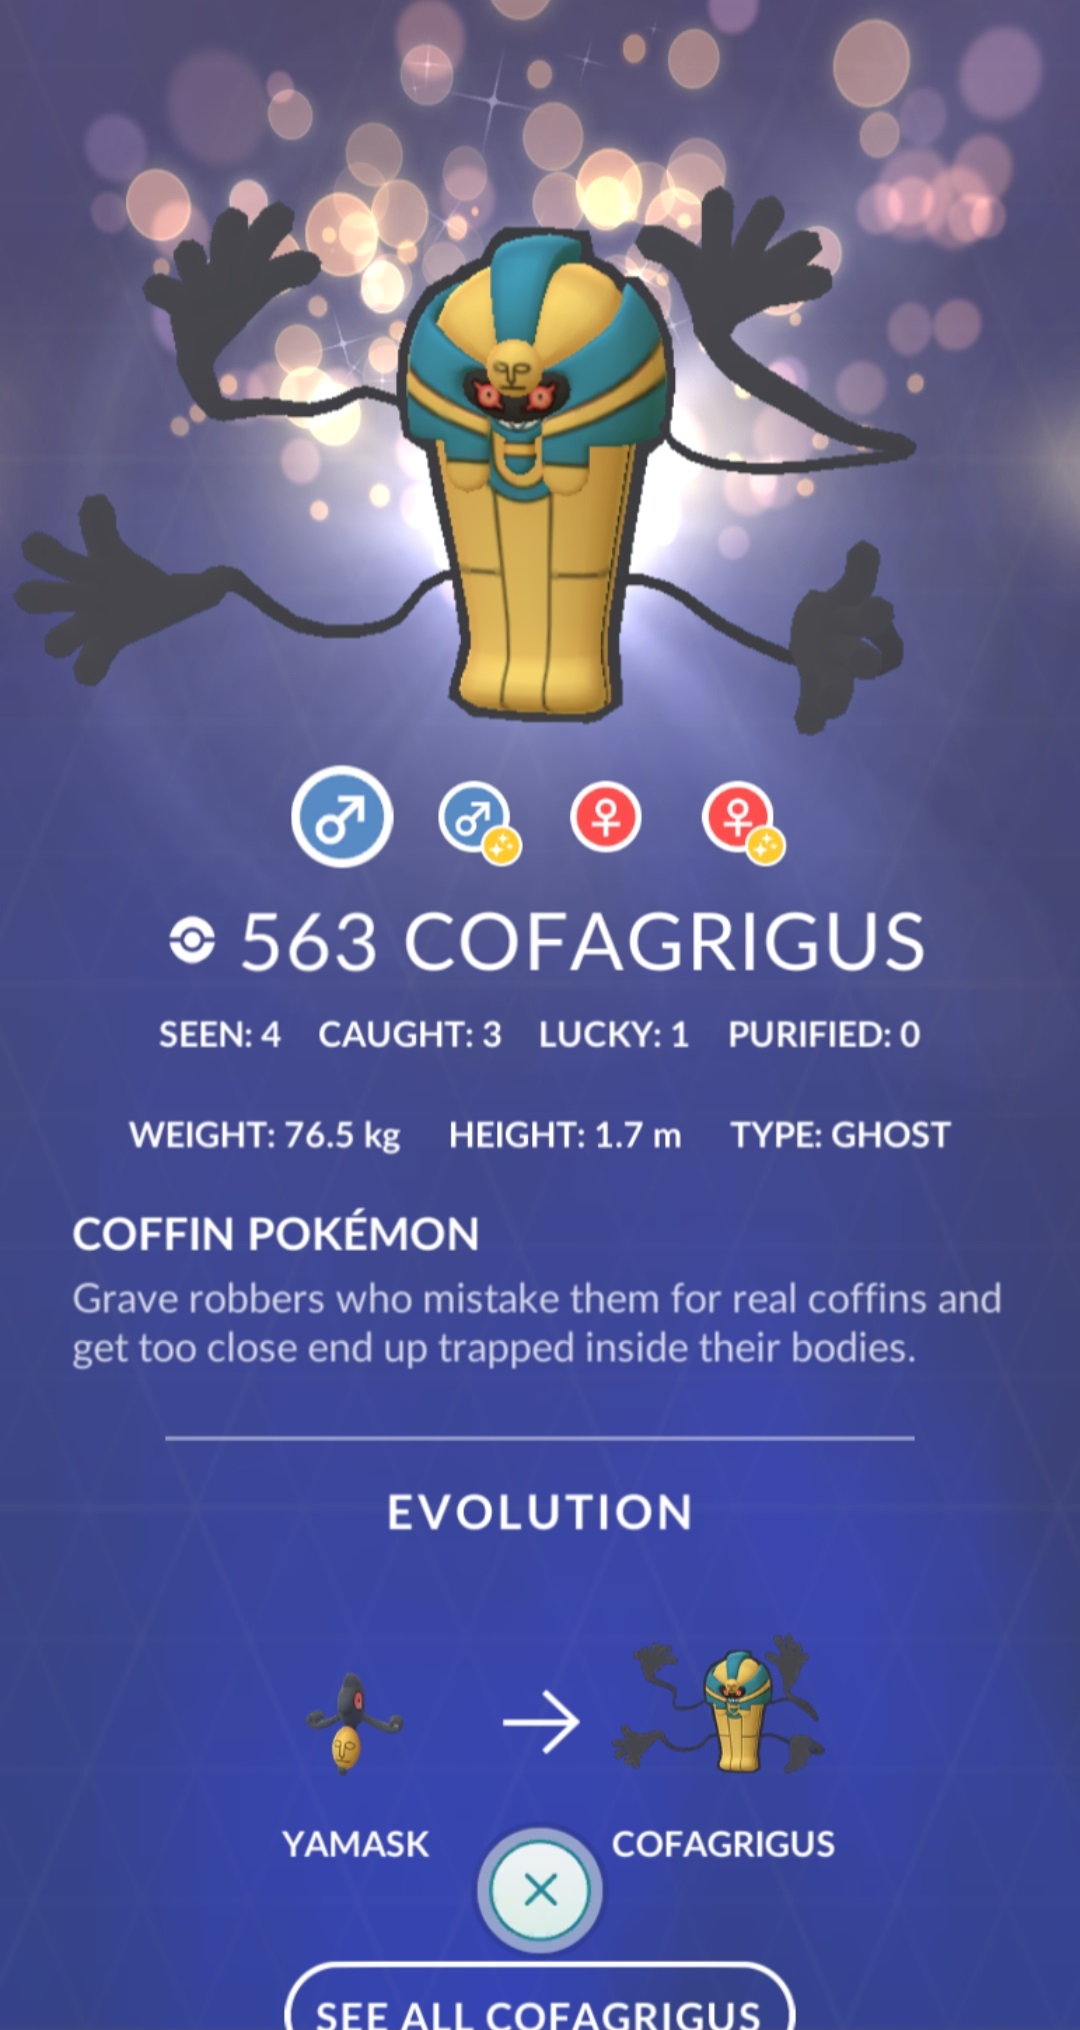 563 COFAGRIGUS
SEEN: 4 CAUGHT: 3 LUCKY: 1 PURIFIED: 0
WEIGHT: 76.5 kg HEIGHT: 1.7 m TYPE: GHOST
COFFIN POKÉMON
Grave robbers who mistake them for real coffins and
get too close end up trapped inside their bodies.
EVOLUTION
YAMASK COFAGRIGUS
SEE ALL COFAGRIGUS